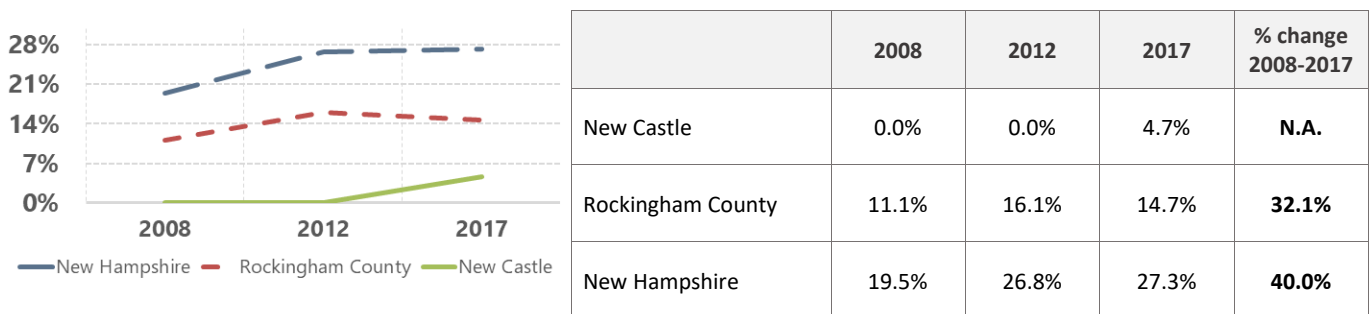 28%
21%
14%
7%
0%
2008 2012 2017
New Hampshire Rockingham County New Castle
2008 2012 2017 % change
2008-2017
New Castle 0.0% 0.0% 4.7% N.A.
Rockingham County 11.1% 16.1% 14.7% 32.1%
New Hampshire 19.5% 26.8% 27.3% 40.0%